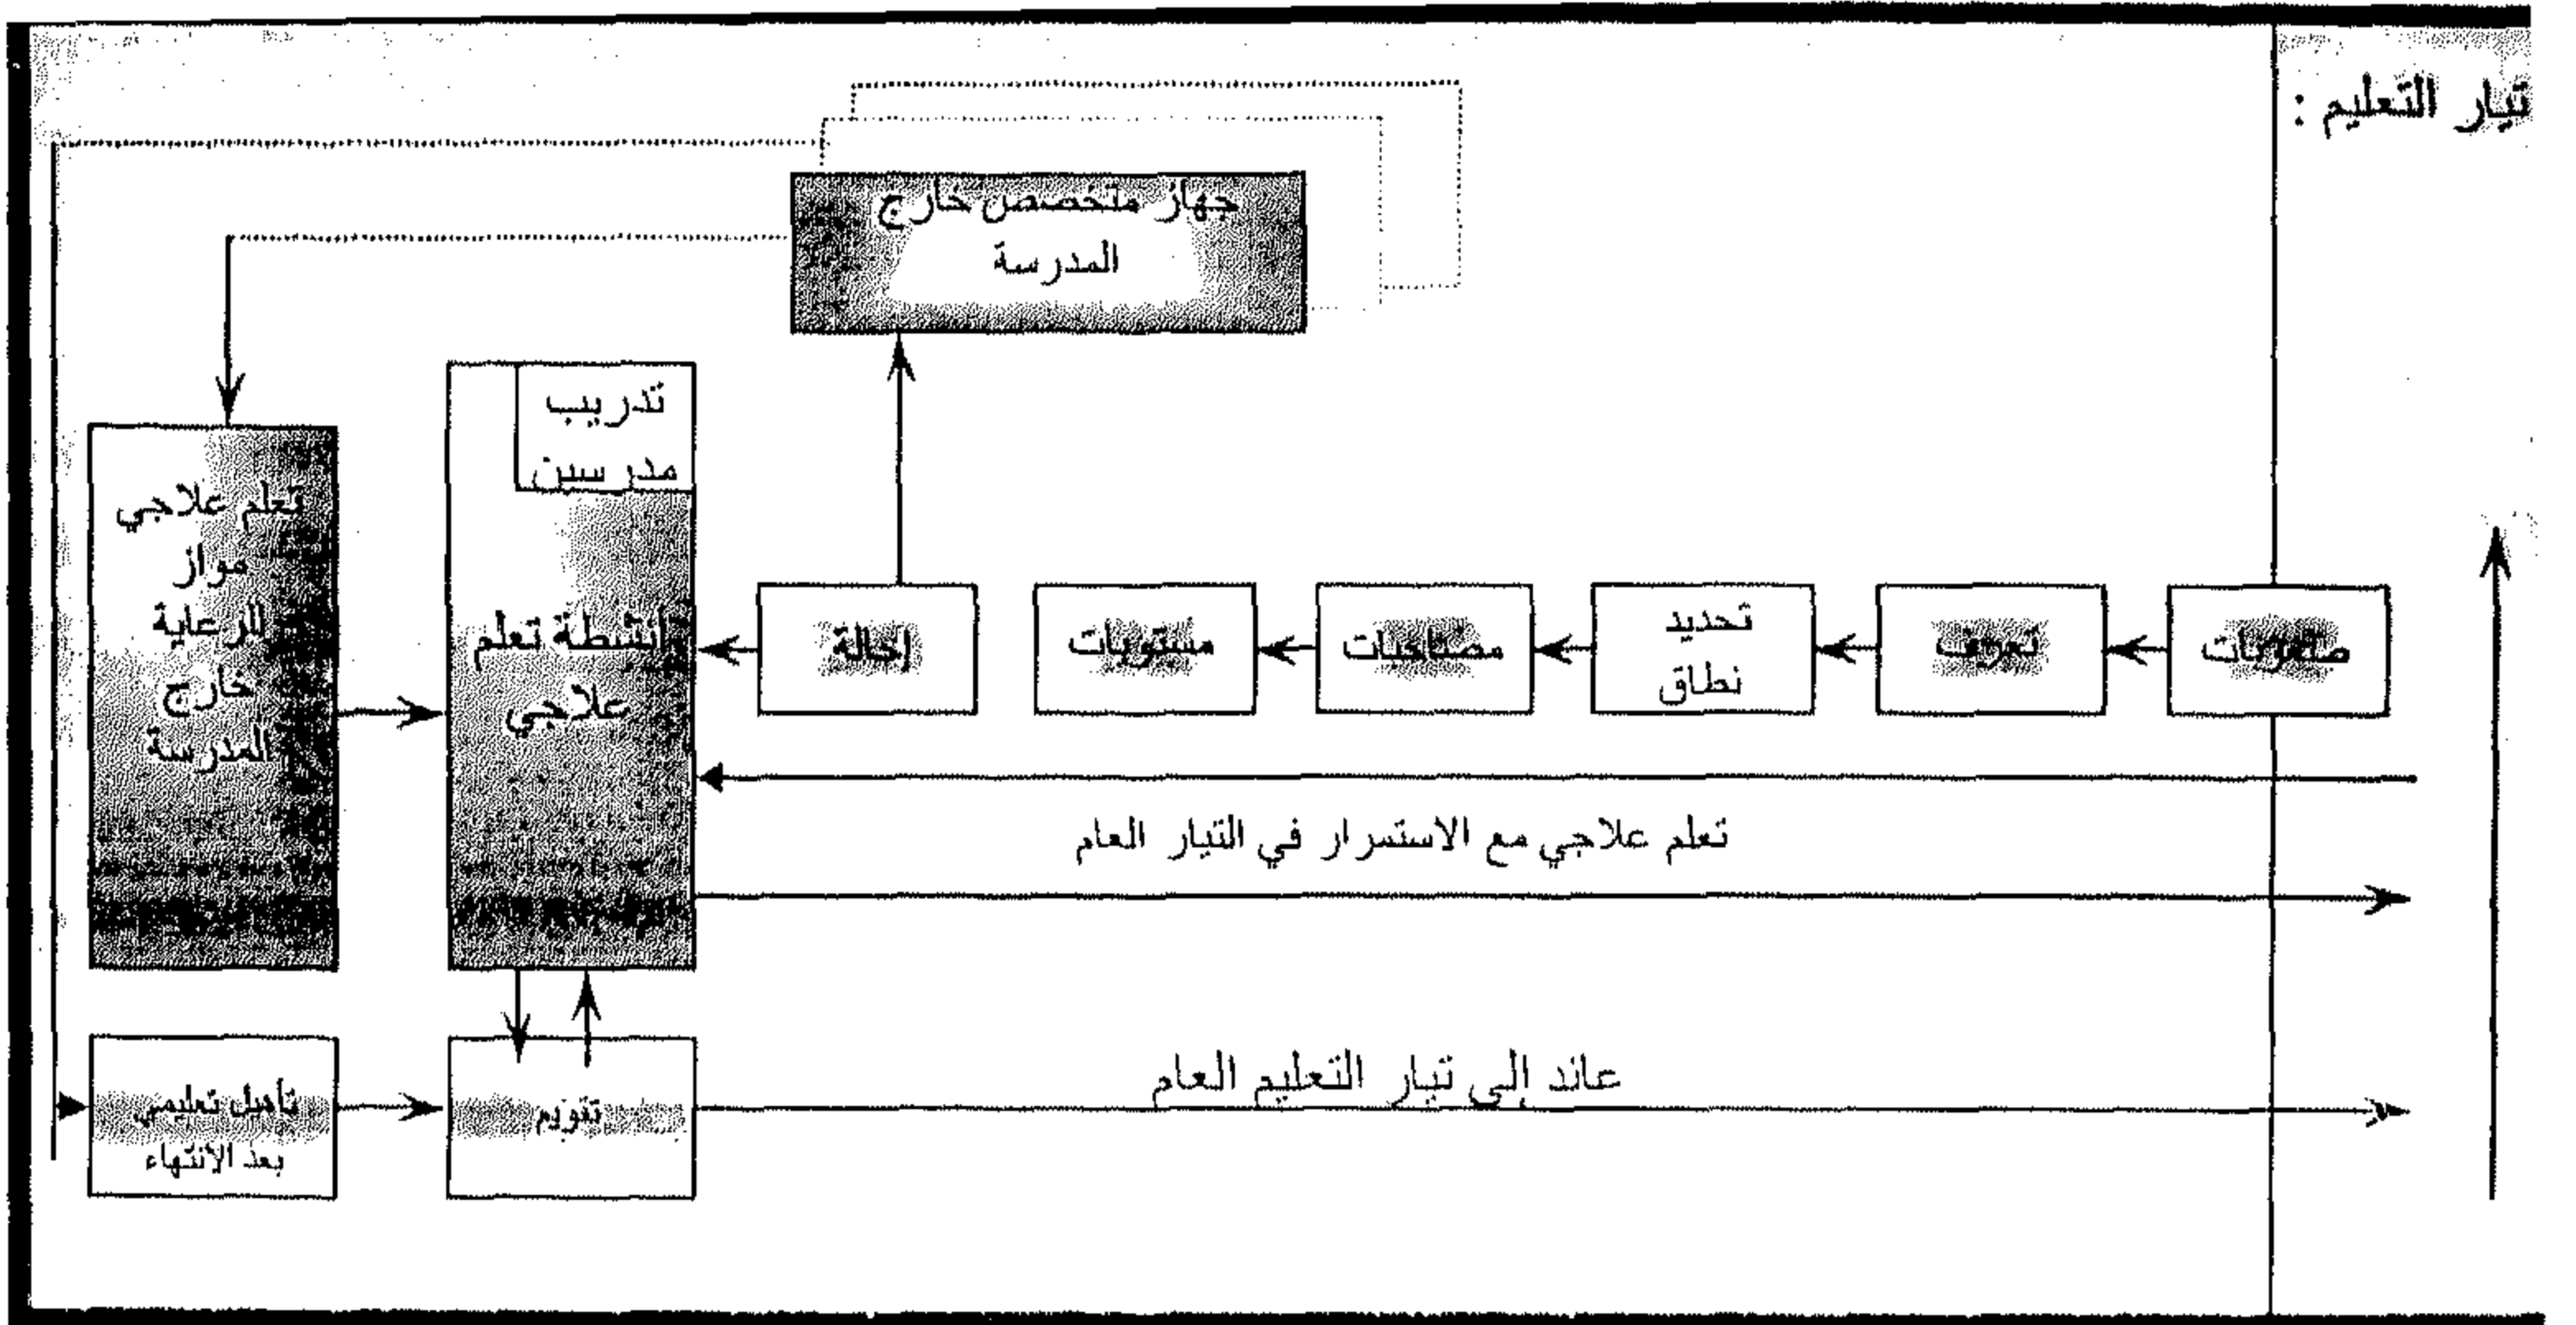 تيار التعليم :
جهاز متخصص خارج
المدرسة
تدريب
مدرسين
صعوبات
تعرف
تحديد
نطاق
مصاحبات
مستويات
إحالة
أنشطة تعلم
علاجي
تعلم علاجي
مواز
للرعاية
خارج
المدرسة
تعلم علاجي مع الاستمرار في التيار العام
عائد إلى تيار التعليم العام
تقويم
تأهيل تعليمي
بعد الانتهاء